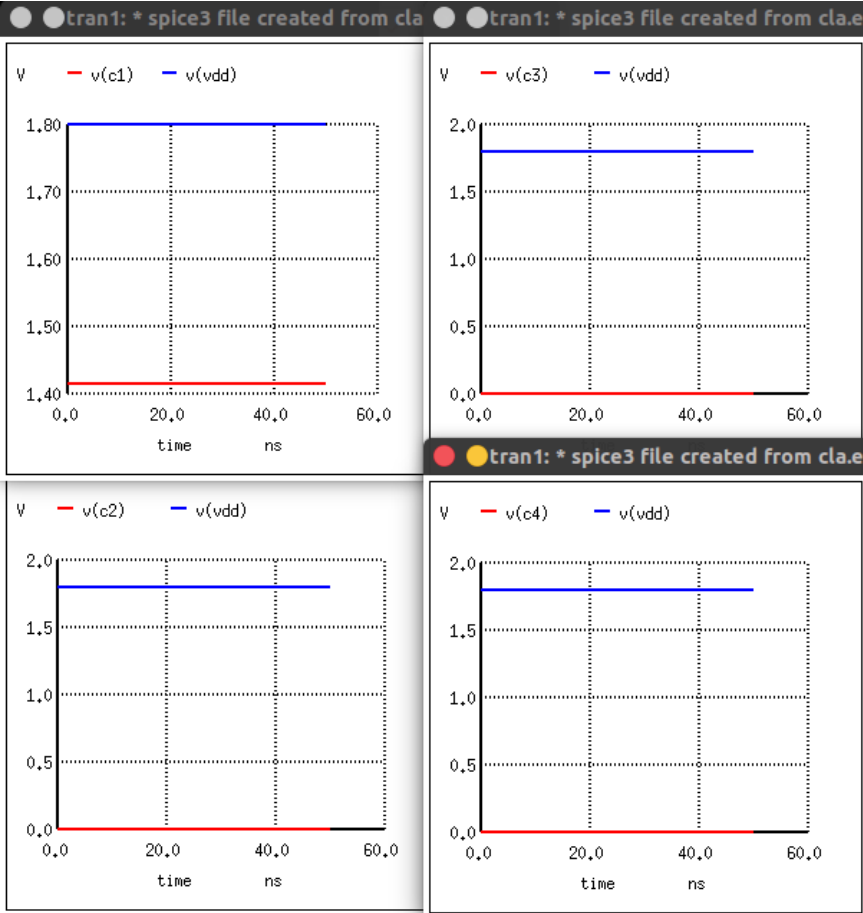 tran1: * spice3 file created from cla
V v(c1) v(vdd)
1.80
1.70
1.60
1.50
1.40
0.0 20.0 40.0 60.0
time ns
tran1: * spice3 file created from cla.e
V v(c3) v(vdd)
2.0
1.5
1.0
0.5
0.0
0.0 20.0 40.0 60.0
time ns
V v(c2) v(vdd)
2.0
1.5
1.0
0.5
0.0
0.0 20.0 40.0 60.0
time ns
tran1: * spice3 file created from cla.e
V v(c4) v(vdd)
2.0
1.5
1.0
0.5
0.0
0.0 20.0 40.0 60.0
time ns